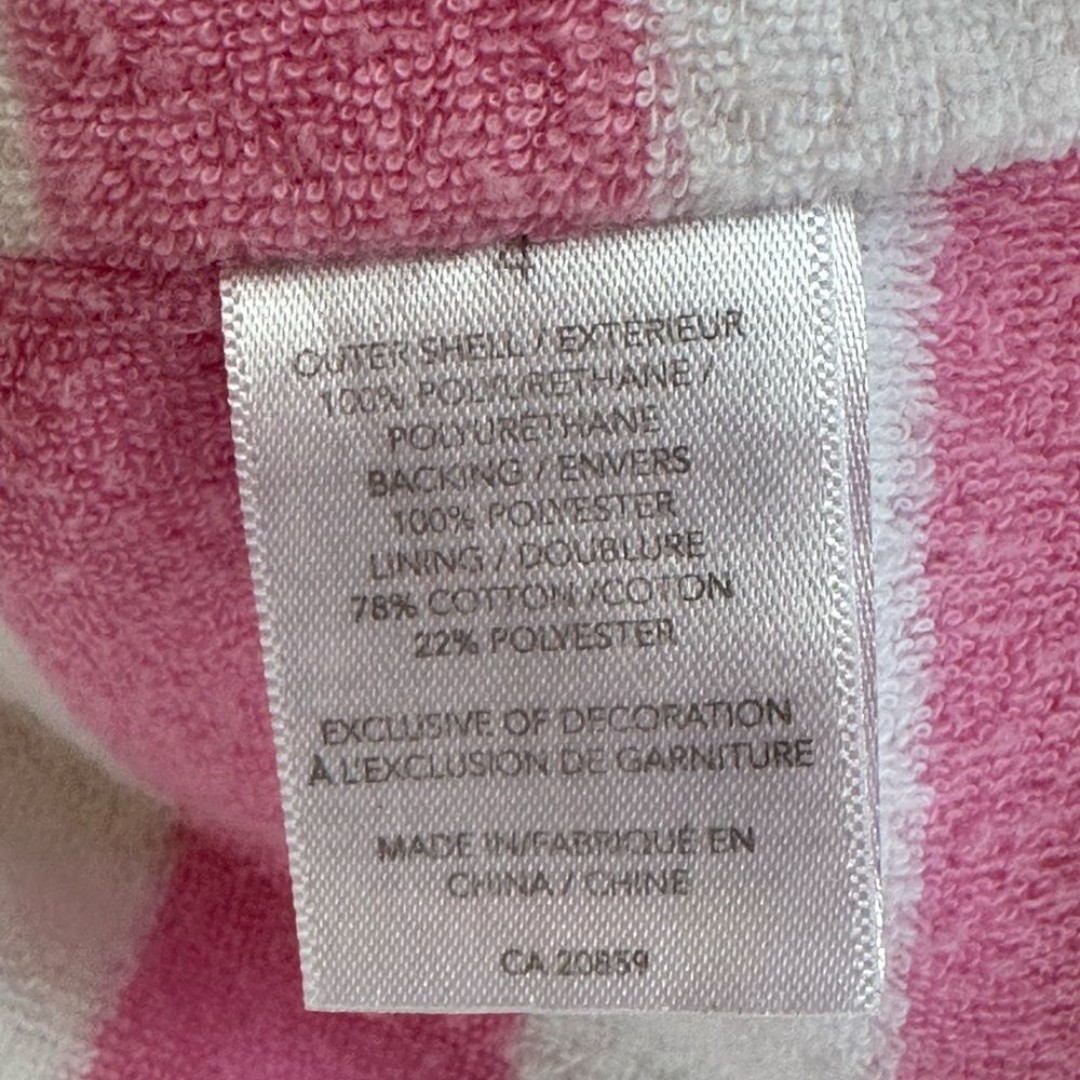 4
OUTER SHELL / EXTERIEUR
100% POLYURETHANE /
POLYURETHANE
BACKING / ENVERS
100% POLYESTER
LINING / DOUBLURE
78% COTTON /COTON
22% POLYESTER
EXCLUSIVE OF DECORATION
À L'EXCLUSION DE GARNITURE
MADE IN/FABRIQUÉ EN
CHINA / CHINE
CA 20859